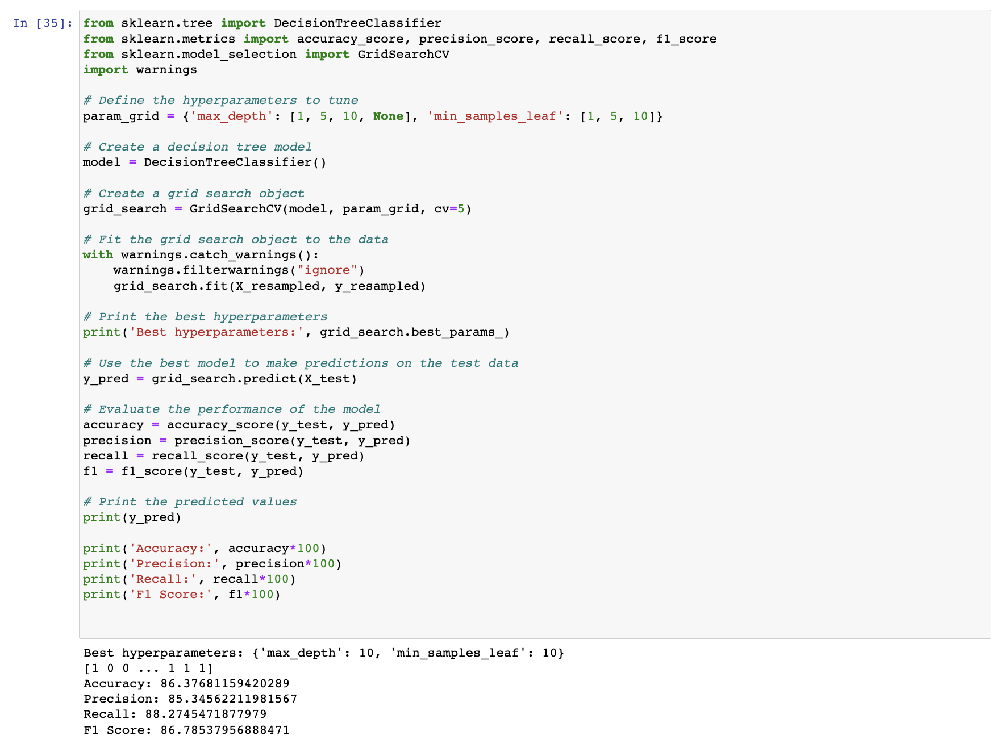 In [35]: from sklearn.tree import DecisionTreeClassifier
from sklearn.metrics import accuracy_score, precision_score, recall_score, f1_score
from sklearn.model_selection import GridSearchCV
import warnings

# Define the hyperparameters to tune
param_grid = {'max_depth': [1, 5, 10, None], 'min_samples_leaf': [1, 5, 10]}

# Create a decision tree model
model = DecisionTreeClassifier()

# Create a grid search object
grid_search = GridSearchCV(model, param_grid, cv=5)

# Fit the grid search object to the data
with warnings.catch_warnings():
    warnings.filterwarnings("ignore")
    grid_search.fit(X_resampled, y_resampled)

# Print the best hyperparameters
print('Best hyperparameters:', grid_search.best_params_)

# Use the best model to make predictions on the test data
y_pred = grid_search.predict(X_test)

# Evaluate the performance of the model
accuracy = accuracy_score(y_test, y_pred)
precision = precision_score(y_test, y_pred)
recall = recall_score(y_test, y_pred)
f1 = f1_score(y_test, y_pred)

# Print the predicted values
print(y_pred)

print('Accuracy:', accuracy*100)
print('Precision:', precision*100)
print('Recall:', recall*100)
print('F1 Score:', f1*100)

Best hyperparameters: {'max_depth': 10, 'min_samples_leaf': 10}
[1 0 0 ... 1 1 1]
Accuracy: 86.37681159420289
Precision: 85.34562211981567
Recall: 88.2745471877979
F1 Score: 86.78537956888471